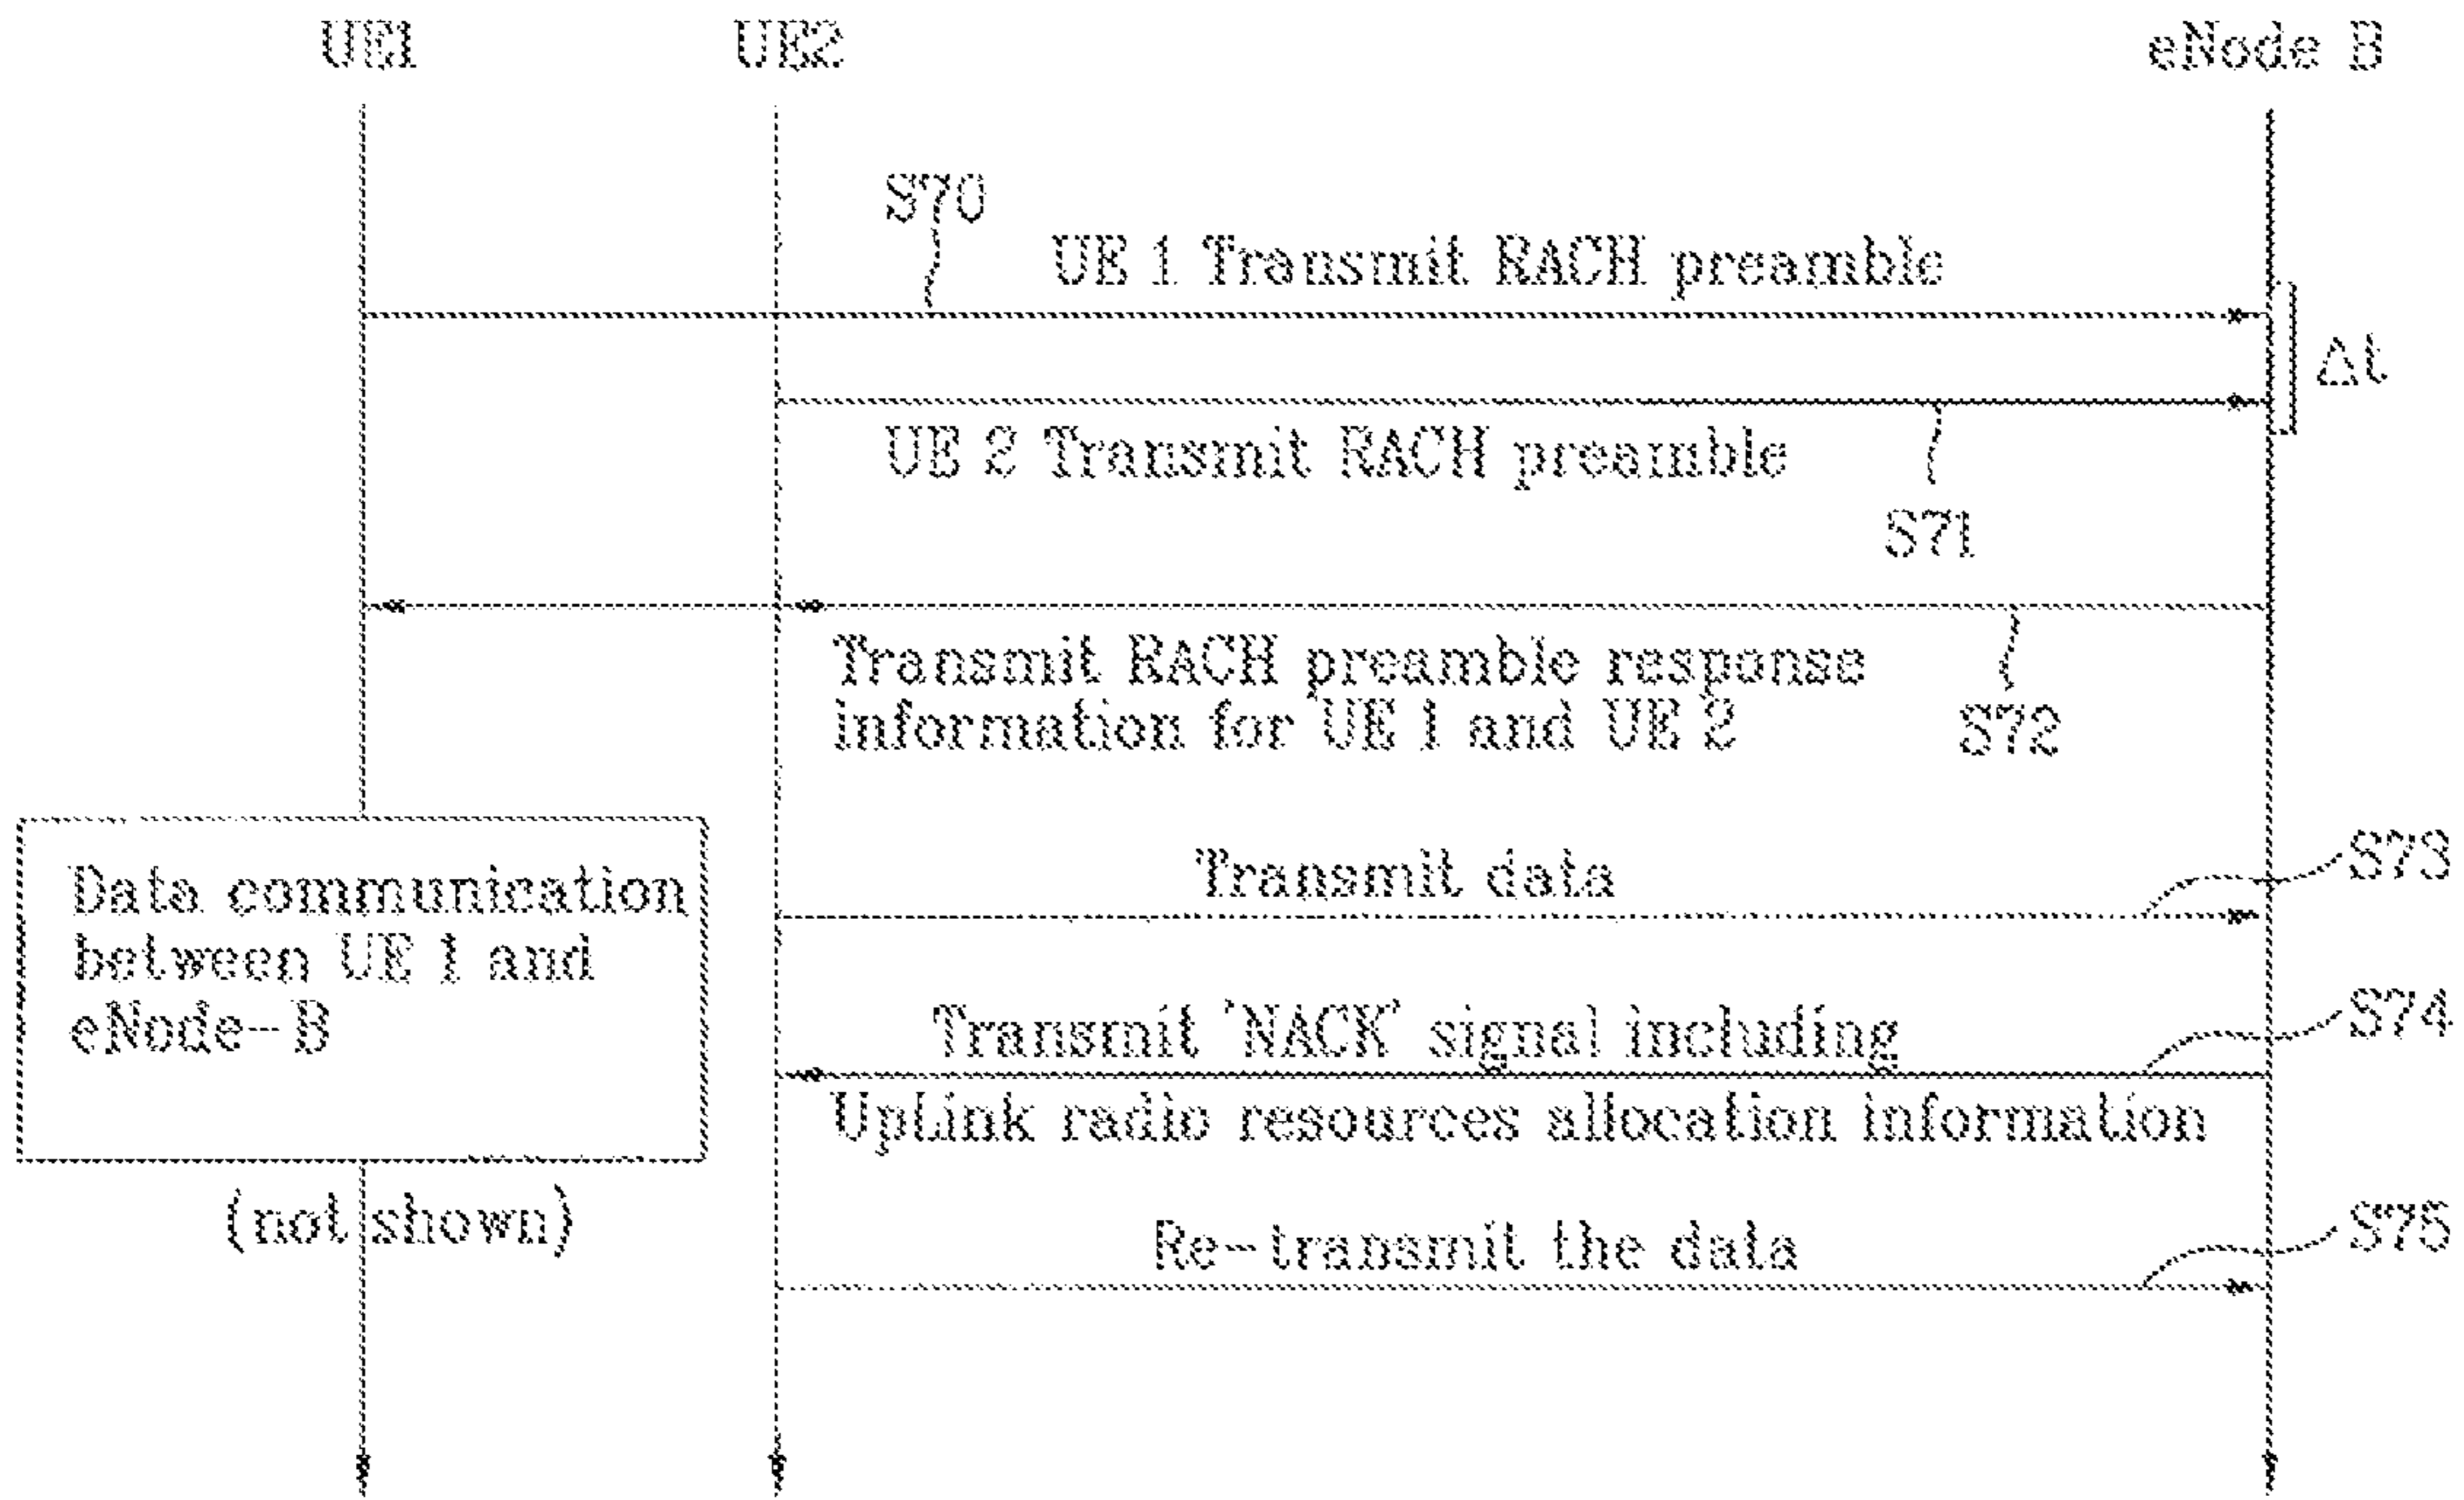 UE1
UE2
eNode B
S70
UE 1 Transmit RACH preamble
Δt
UE 2 Transmit RACH preamble
S71
Transmit RACH preamble response
information for UE 1 and UE 2
S72
Data communication
between UE 1 and
eNode-B
(not shown)
Transmit data
S73
Transmit 'NACK' signal including
S74
UpLink radio resources allocation information
Re-transmit the data
S75